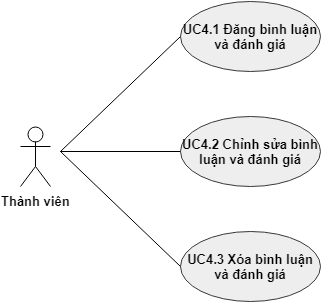 UC4.1 Đăng bình luận
và đánh giá
UC4.2 Chỉnh sửa bình
luận và đánh giá
Thành viên
UC4.3 Xóa bình luận
và đánh giá